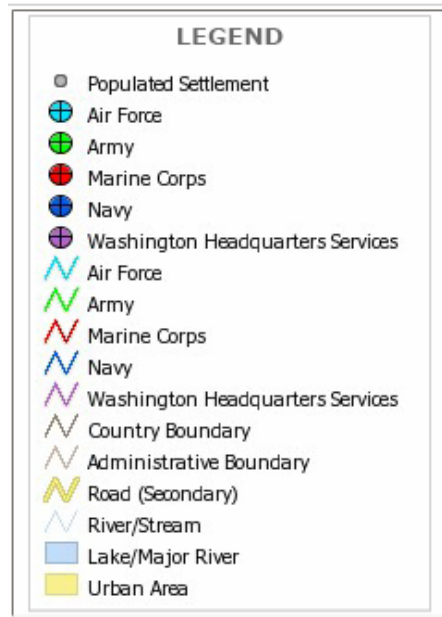 LEGEND
Populated Settlement
Air Force
Army
Marine Corps
Navy
Washington Headquarters Services
Air Force
Army
Marine Corps
Navy
Washington Headquarters Services
Country Boundary
Administrative Boundary
Road (Secondary)
River/Stream
Lake/Major River
Urban Area